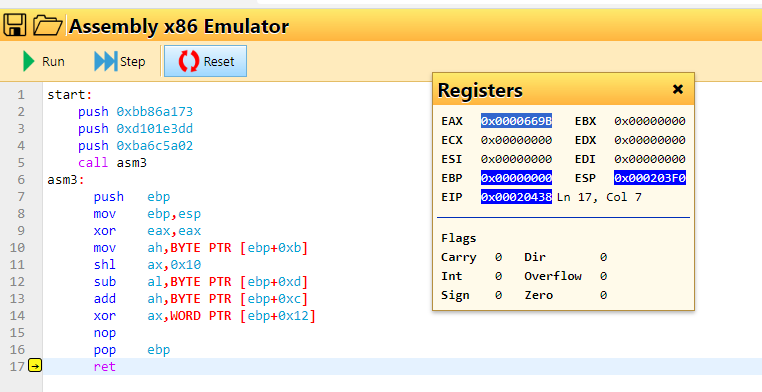 Assembly x86 Emulator
Run Step Reset
1 start:
2 push 0xbb86a173
3 push 0xd101e3dd
4 push 0xba6c5a02
5 call asm3
6 asm3:
7 push ebp
8 mov ebp,esp
9 xor eax,eax
10 mov ah,BYTE PTR [ebp+0xb]
11 shl ax,0x10
12 sub al,BYTE PTR [ebp+0xd]
13 add ah,BYTE PTR [ebp+0xc]
14 xor ax,WORD PTR [ebp+0x12]
15 nop
16 pop ebp
17 ret
Registers ×
EAX 0x0000669B EBX 0x00000000
ECX 0x00000000 EDX 0x00000000
ESI 0x00000000 EDI 0x00000000
EBP 0x00000000 ESP 0x000203F0
EIP 0x00020438 Ln 17, Col 7
Flags
Carry 0 Dir 0
Int 0 Overflow 0
Sign 0 Zero 0